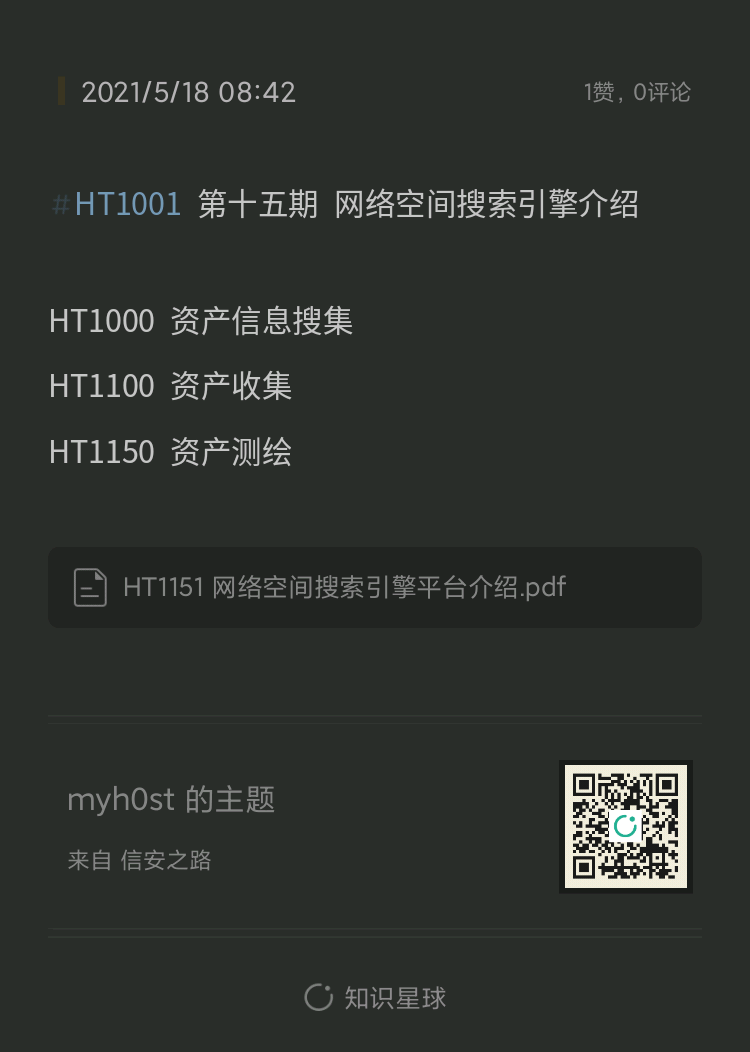 2021/5/18 08:42
1赞, 0评论
#HT1001 第十五期 网络空间搜索引擎介绍
HT1000 资产信息搜集
HT1100 资产收集
HT1150 资产测绘
HT1151 网络空间搜索引擎平台介绍.pdf
myh0st 的主题
来自 信安之路
知识星球